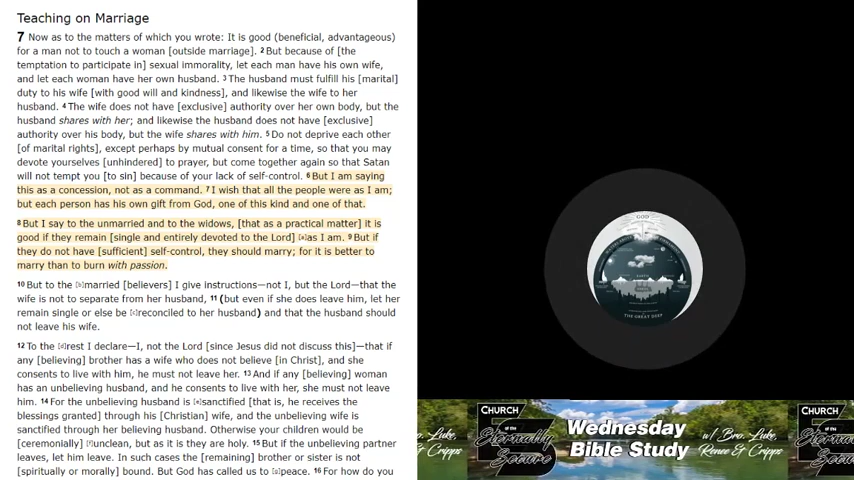 Teaching on Marriage
7 Now as to the matters of which you wrote: It is good (beneficial, advantageous)
for a man not to touch a woman [outside marriage]. 2 But because of [the
temptation to participate in] sexual immorality, let each man have his own wife,
and let each woman have her own husband. 3 The husband must fulfill his [marital]
duty to his wife [with good will and kindness], and likewise the wife to her
husband. 4 The wife does not have [exclusive] authority over her own body, but the
husband shares with her; and likewise the husband does not have [exclusive]
authority over his body, but the wife shares with him. 5 Do not deprive each other
[of marital rights], except perhaps by mutual consent for a time, so that you may
devote yourselves [unhindered] to prayer, but come together again so that Satan
will not tempt you [to sin] because of your lack of self-control. 6 But I am saying
this as a concession, not as a command. 7 I wish that all the people were as I am;
but each person has his own gift from God, one of this kind and one of that.
8 But I say to the unmarried and to the widows, [that as a practical matter] it is
good if they remain [single and entirely devoted to the Lord] [a]as I am. 9 But if
they do not have [sufficient] self-control, they should marry; for it is better to
marry than to burn with passion.
10 But to the [b]married [believers] I give instructions—not I, but the Lord—that the
wife is not to separate from her husband, 11 (but even if she does leave him, let her
remain single or else be [c]reconciled to her husband) and that the husband should
not leave his wife.
12 To the [d]rest I declare—I, not the Lord [since Jesus did not discuss this]—that if
any [believing] brother has a wife who does not believe [in Christ], and she
consents to live with him, he must not leave her. 13 And if any [believing] woman
has an unbelieving husband, and he consents to live with her, she must not leave
him. 14 For the unbelieving husband is [e]sanctified [that is, he receives the
blessings granted] through his [Christian] wife, and the unbelieving wife is
sanctified through her believing husband. Otherwise your children would be
[ceremonially] [f]unclean, but as it is they are holy. 15 But if the unbelieving partner
leaves, let him leave. In such cases the [remaining] brother or sister is not
[spiritually or morally] bound. But God has called us to [g]peace. 16 For how do you
GOD
EARTH
THE GREAT DEEP
Bro. Luke,
& Cripps
CHURCH
of the
Eternally
Secure
Wednesday
Bible Study
w/ Bro. Luke,
Renee & Cripps
CHURCH
Eternally
Secure